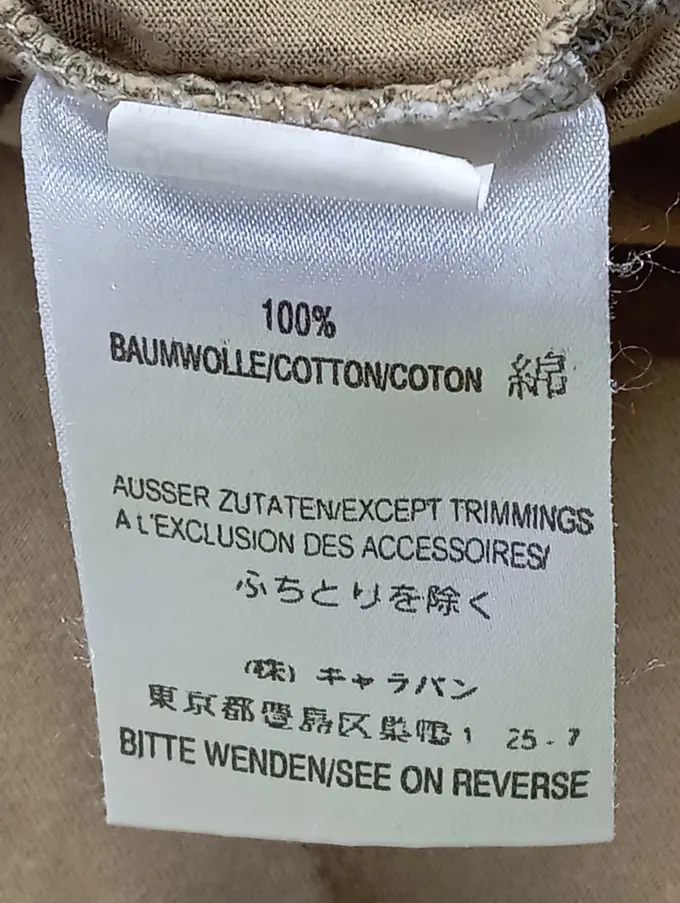 100%
BAUMWOLLE/COTTON/COTON 綿
AUSSER ZUTATEN/EXCEPT TRIMMINGS
A L'EXCLUSION DES ACCESSOIRES/
ふちとりを除く
(株) キャラバン
東京都豊島区巣鴨1 25-7
BITTE WENDEN/SEE ON REVERSE